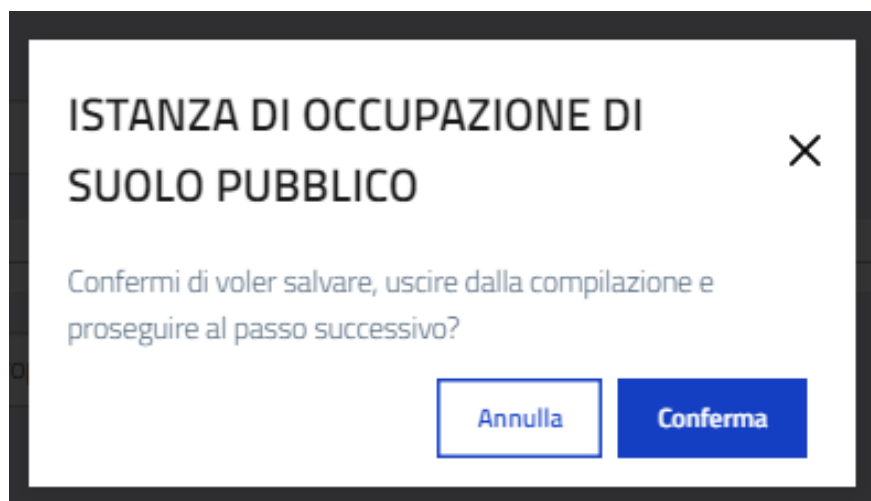 ISTANZA DI OCCUPAZIONE DI
SUOLO PUBBLICO
Confermi di voler salvare, uscire dalla compilazione e
proseguire al passo successivo?
Annulla
Conferma